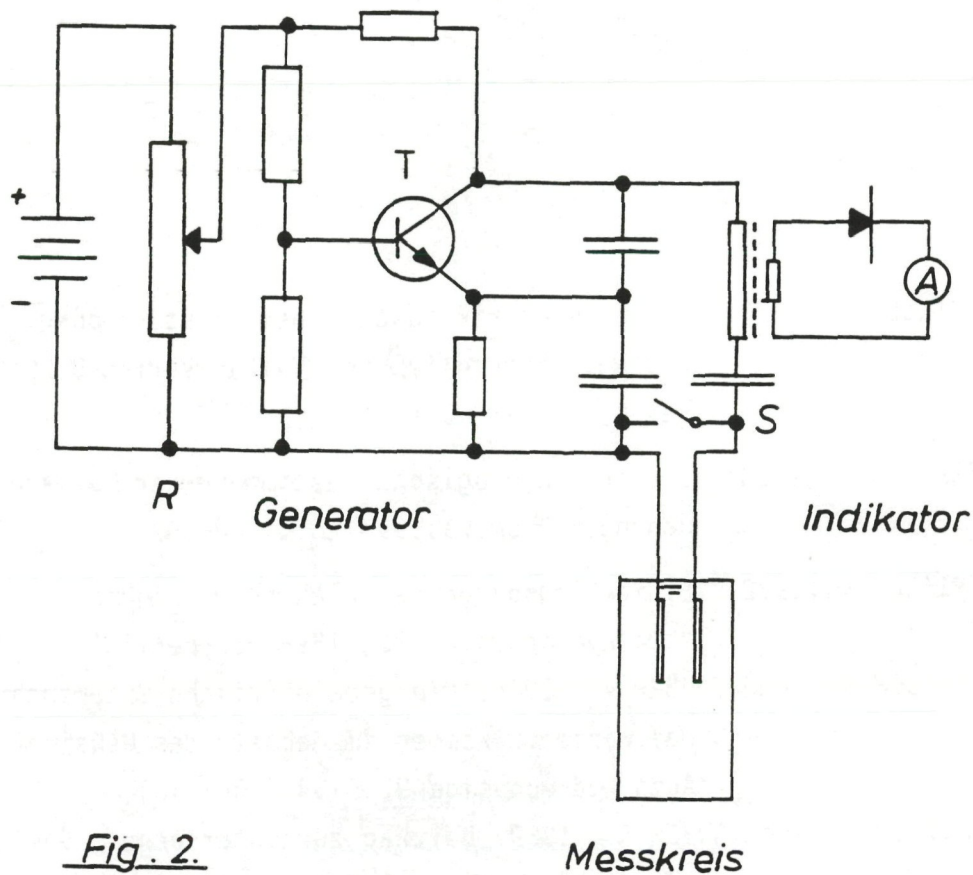 T
+
-
A
S
R
Generator
Indikator
Fig. 2.
Messkreis